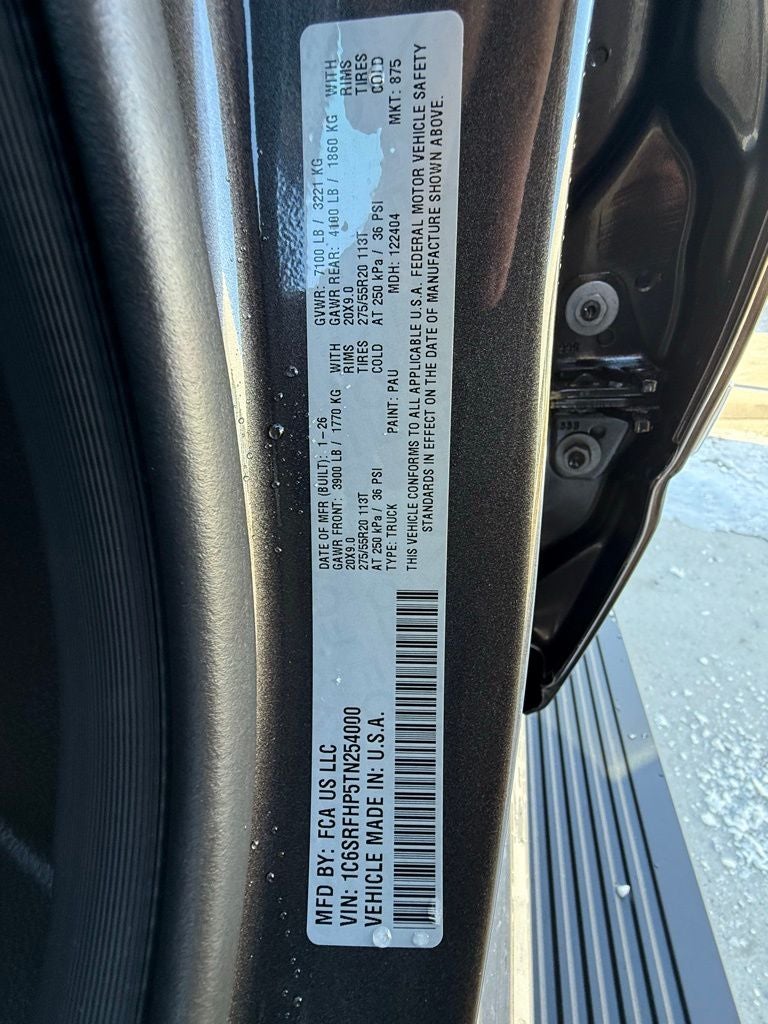 MFD BY: FCA US LLC
VIN: 1C6SRFHP5TN254000
VEHICLE MADE IN: U.S.A.
DATE OF MFR (BUILT): 1-26 GVWR: 7100 LB / 3221 KG
GAWR FRONT: 3900 LB / 1770 KG WITH GAWR REAR: 4100 LB / 1860 KG WITH
20X9.0 RIMS 20X9.0 RIMS
275/55R20 113T TIRES 275/55R20 113T TIRES
AT 250 kPa / 36 PSI COLD AT 250 kPa / 36 PSI COLD
TYPE: TRUCK PAINT: PAU MDH: 122404 MKT: 875
THIS VEHICLE CONFORMS TO ALL APPLICABLE U.S.A. FEDERAL MOTOR VEHICLE SAFETY
STANDARDS IN EFFECT ON THE DATE OF MANUFACTURE SHOWN ABOVE.